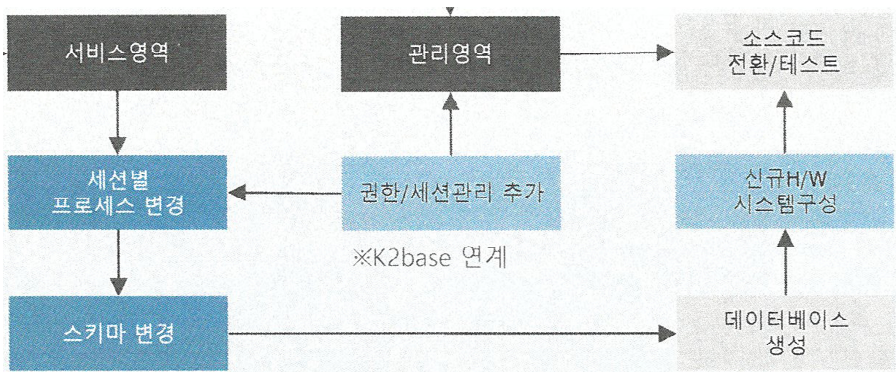 서비스영역
관리영역
소스코드
전환/테스트
세션별
프로세스 변경
권한/세션관리 추가
신규H/W
시스템구성
※K2base 연계
스키마 변경
데이터베이스
생성